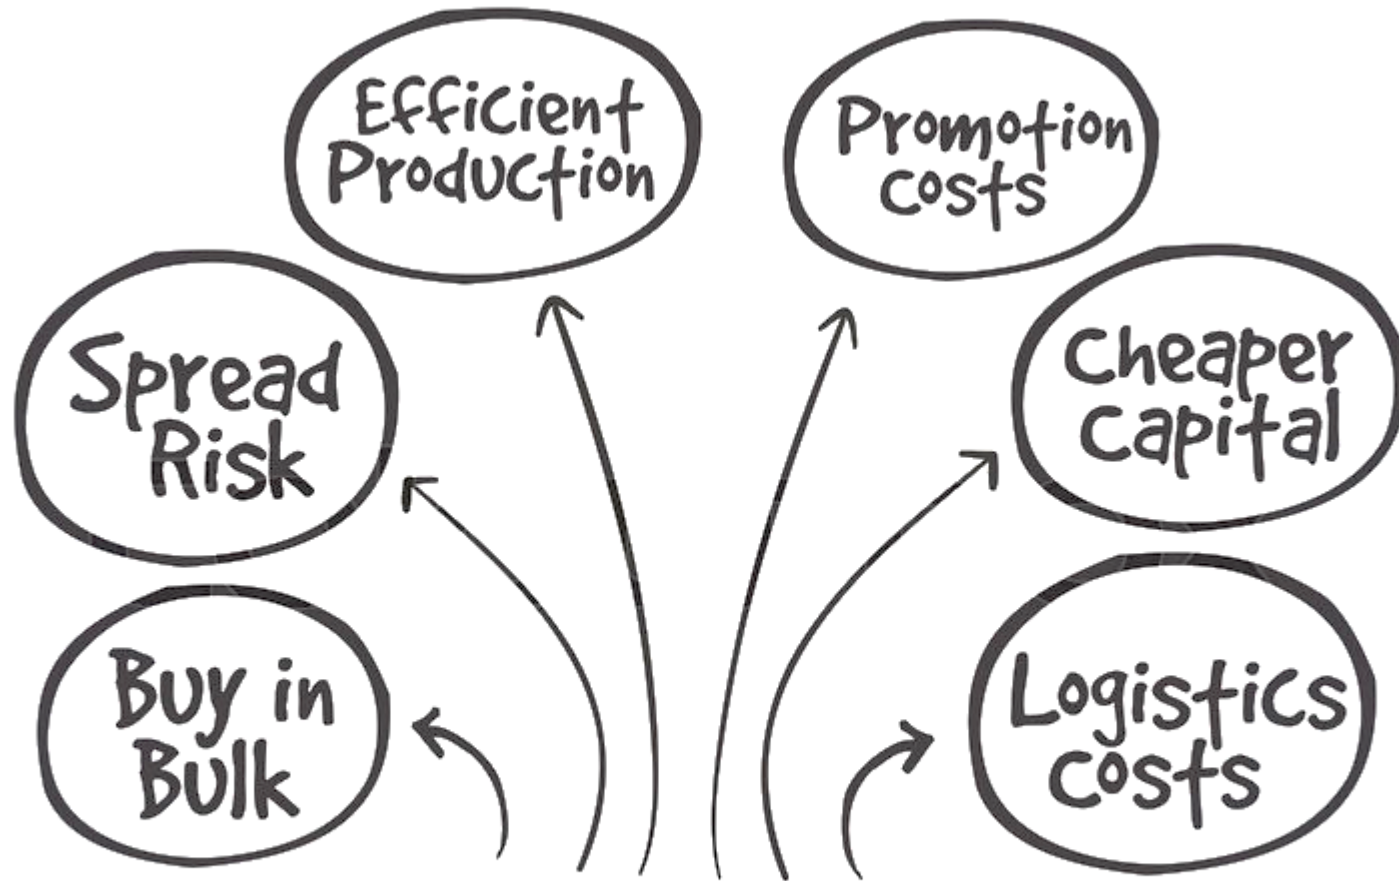 Efficient
Production
Promotion
costs
Spread
Risk
Cheaper
Capital
Buy in
Bulk
Logistics
costs